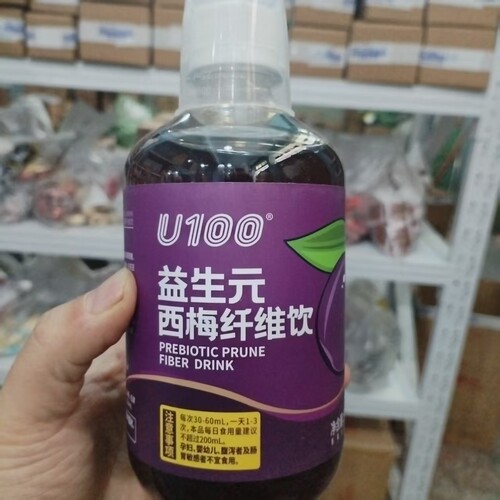 U100®
益生元
西梅纤维饮
PREBIOTIC PRUNE
FIBER DRINK
注意事项
每次30-60mL，一天1-3
次，本品每日食用量建议
不超过200mL。
孕妇、婴幼儿、腹泻者及肠
胃敏感者不宜食用。